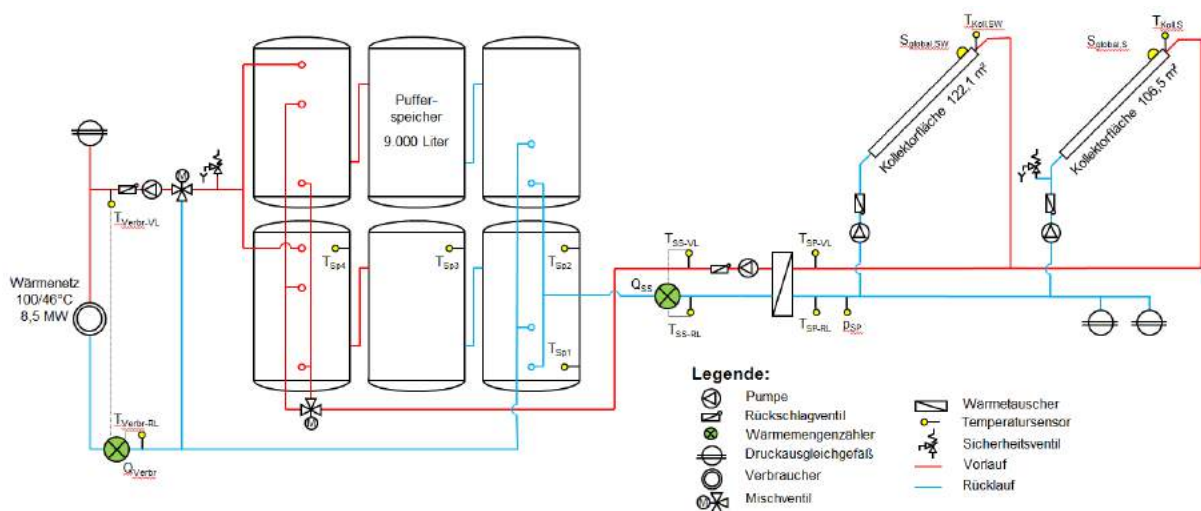 T_Koll,SW
T_Koll,S
S_global,SW
S_global,S
Kollektorfläche 122,1 m²
Kollektorfläche 106,5 m²
Puffer-
speicher
9.000 Liter
M
T_Verbr-VL
T_Sp4
T_Sp3
T_Sp2
T_SS-VL
T_SP-VL
Wärmenetz
100/46°C
8,5 MW
Q_SS
T_SS-RL
T_SP-RL
p_SP
T_Sp1
M
T_Verbr-RL
Q_Verbr
Legende:
Pumpe
Rückschlagventil
Wärmemengenzähler
Druckausgleichgefäß
Verbraucher
M
Mischventil
Wärmetauscher
Temperatursensor
Sicherheitsventil
Vorlauf
Rücklauf